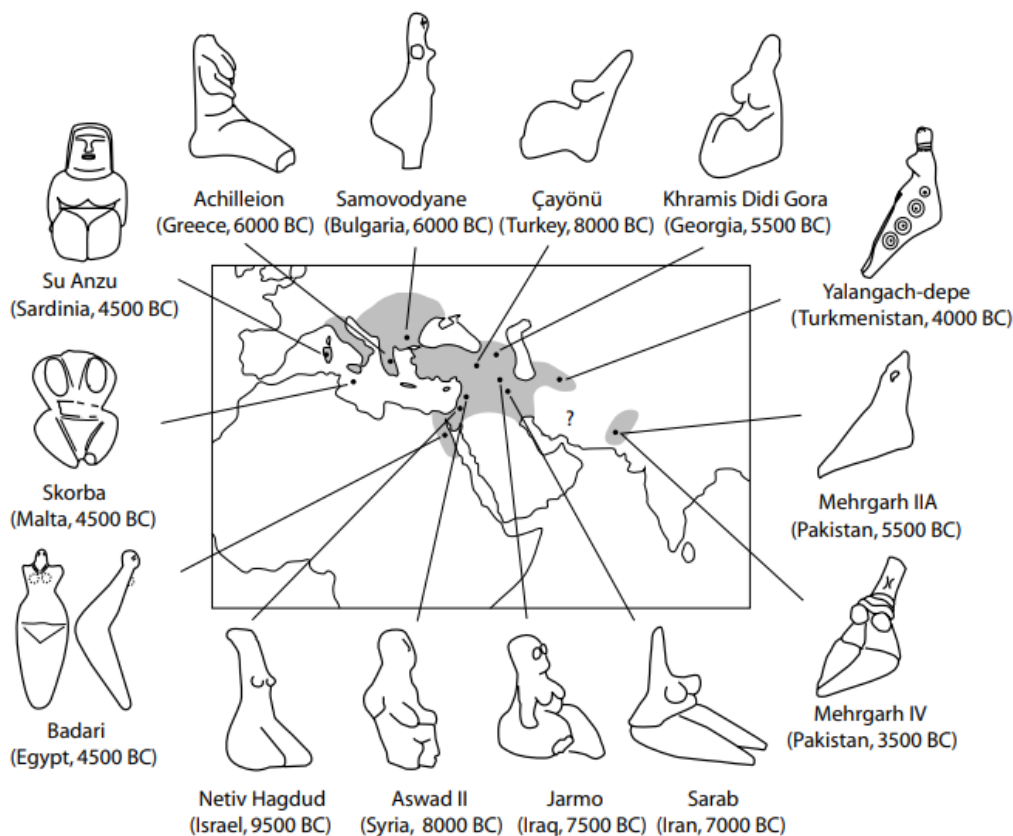 Achilleion
(Greece, 6000 BC)
Samovodyane
(Bulgaria, 6000 BC)
Çayönü
(Turkey, 8000 BC)
Khramis Didi Gora
(Georgia, 5500 BC)
Su Anzu
(Sardinia, 4500 BC)
Yalangach-depe
(Turkmenistan, 4000 BC)
?
Skorba
(Malta, 4500 BC)
Mehrgarh IIA
(Pakistan, 5500 BC)
Badari
(Egypt, 4500 BC)
Mehrgarh IV
(Pakistan, 3500 BC)
Netiv Hagdud
(Israel, 9500 BC)
Aswad II
(Syria, 8000 BC)
Jarmo
(Iraq, 7500 BC)
Sarab
(Iran, 7000 BC)